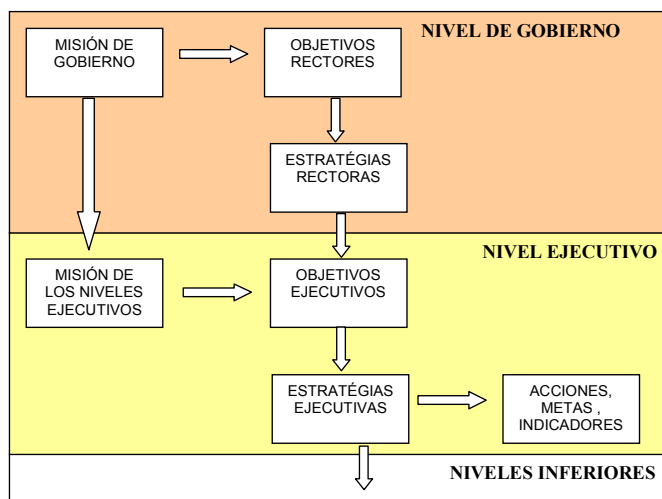 NIVEL DE GOBIERNO
MISIÓN DE
GOBIERNO
OBJETIVOS
RECTORES
ESTRATÉGIAS
RECTORAS
NIVEL EJECUTIVO
MISIÓN DE
LOS NIVELES
EJECUTIVOS
OBJETIVOS
EJECUTIVOS
ESTRATÉGIAS
EJECUTIVAS
ACCIONES,
METAS ,
INDICADORES
NIVELES INFERIORES